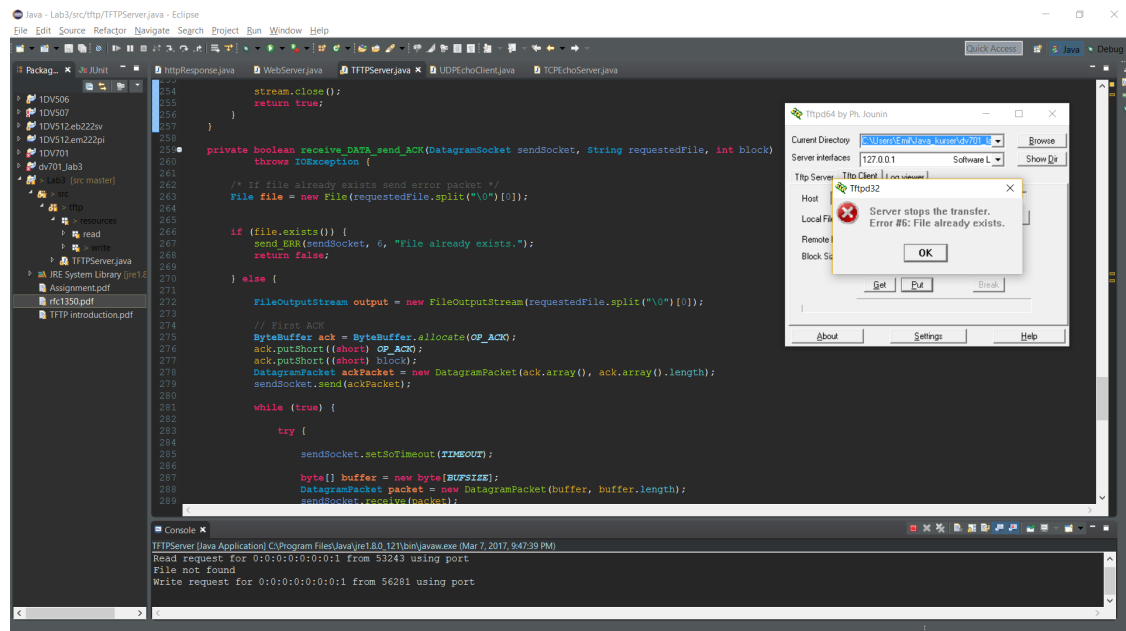 Java - Lab3/src/tftp/TFTPServer.java - Eclipse
File Edit Source Refactor Navigate Search Project Run Window Help
Quick Access
Java
Debug
Packag...
JUnit
httpResponse.java
WebServer.java
TFTPServer.java
UDPEchoClient.java
TCPEchoServer.java
1DV506
1DV507
1DV512.eb222sv
1DV512.em222pi
1DV701
dv701_lab3
> Lab3 [src master]
> src
> tftp
> resources
> read
> write
TFTPServer.java
JRE System Library [jre1.8
Assignment.pdf
rfc1350.pdf
TFTP introduction.pdf
254 stream.close();
255 return true;
256 }
257 }
258
259 private boolean receive_DATA_send_ACK(DatagramSocket sendSocket, String requestedFile, int block)
260 throws IOException {
261
262 /* If file already exists send error packet */
263 File file = new File(requestedFile.split("\0")[0]);
264
265
266 if (file.exists()) {
267 send_ERR(sendSocket, 6, "File already exists.");
268 return false;
269
270 } else {
271
272 FileOutputStream output = new FileOutputStream(requestedFile.split("\0")[0]);
273
274 // First ACK
275 ByteBuffer ack = ByteBuffer.allocate(OP_ACK);
276 ack.putShort((short) OP_ACK);
277 ack.putShort((short) block);
278 DatagramPacket ackPacket = new DatagramPacket(ack.array(), ack.array().length);
279 sendSocket.send(ackPacket);
280
281 while (true) {
282
283 try {
284
285 sendSocket.setSoTimeout(TIMEOUT);
286
287 byte[] buffer = new byte[BUFSIZE];
288 DatagramPacket packet = new DatagramPacket(buffer, buffer.length);
289 sendSocket.receive(packet);
Tftpd64 by Ph. Jounin
Current Directory C:\Users\Emil\Java_kurser\dv701_la Browse
Server interfaces 127.0.0.1 Software L Show Dir
Tftp Server Tftp Client Log viewer
Host
Local Fil
Remote
Block Siz
Get Put Break
About Settings Help
Tftpd32
Server stops the transfer.
Error #6: File already exists.
OK
Console
TFTPServer [Java Application] C:\Program Files\Java\jre1.8.0_121\bin\javaw.exe (Mar 7, 2017, 9:47:39 PM)
Read request for 0:0:0:0:0:0:0:1 from 53243 using port
File not found
Write request for 0:0:0:0:0:0:0:1 from 56281 using port